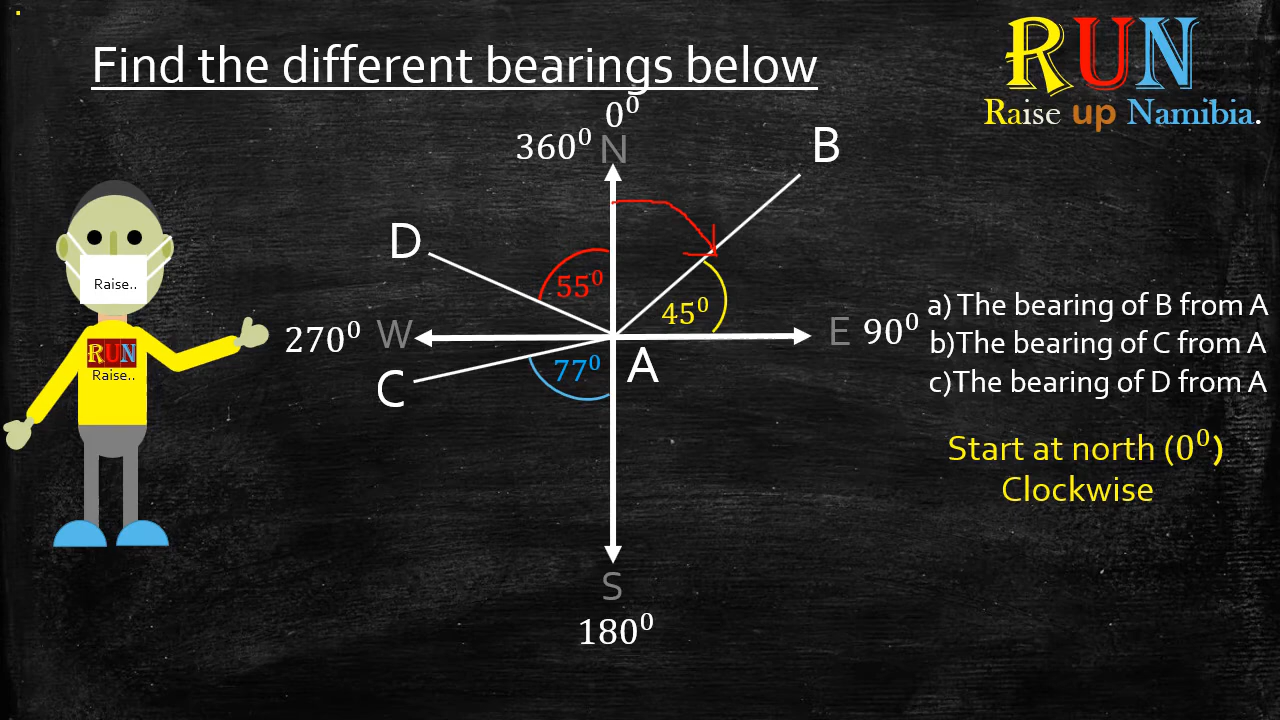 Find the different bearings below
RUN
Raise up Namibia.
0⁰
360⁰ N
B
D
55⁰
45⁰
Raise..
270⁰ W
E 90⁰
a) The bearing of B from A
b)The bearing of C from A
c)The bearing of D from A
RUN
Raise..
C
77⁰
A
Start at north (0⁰)
Clockwise
S
180⁰